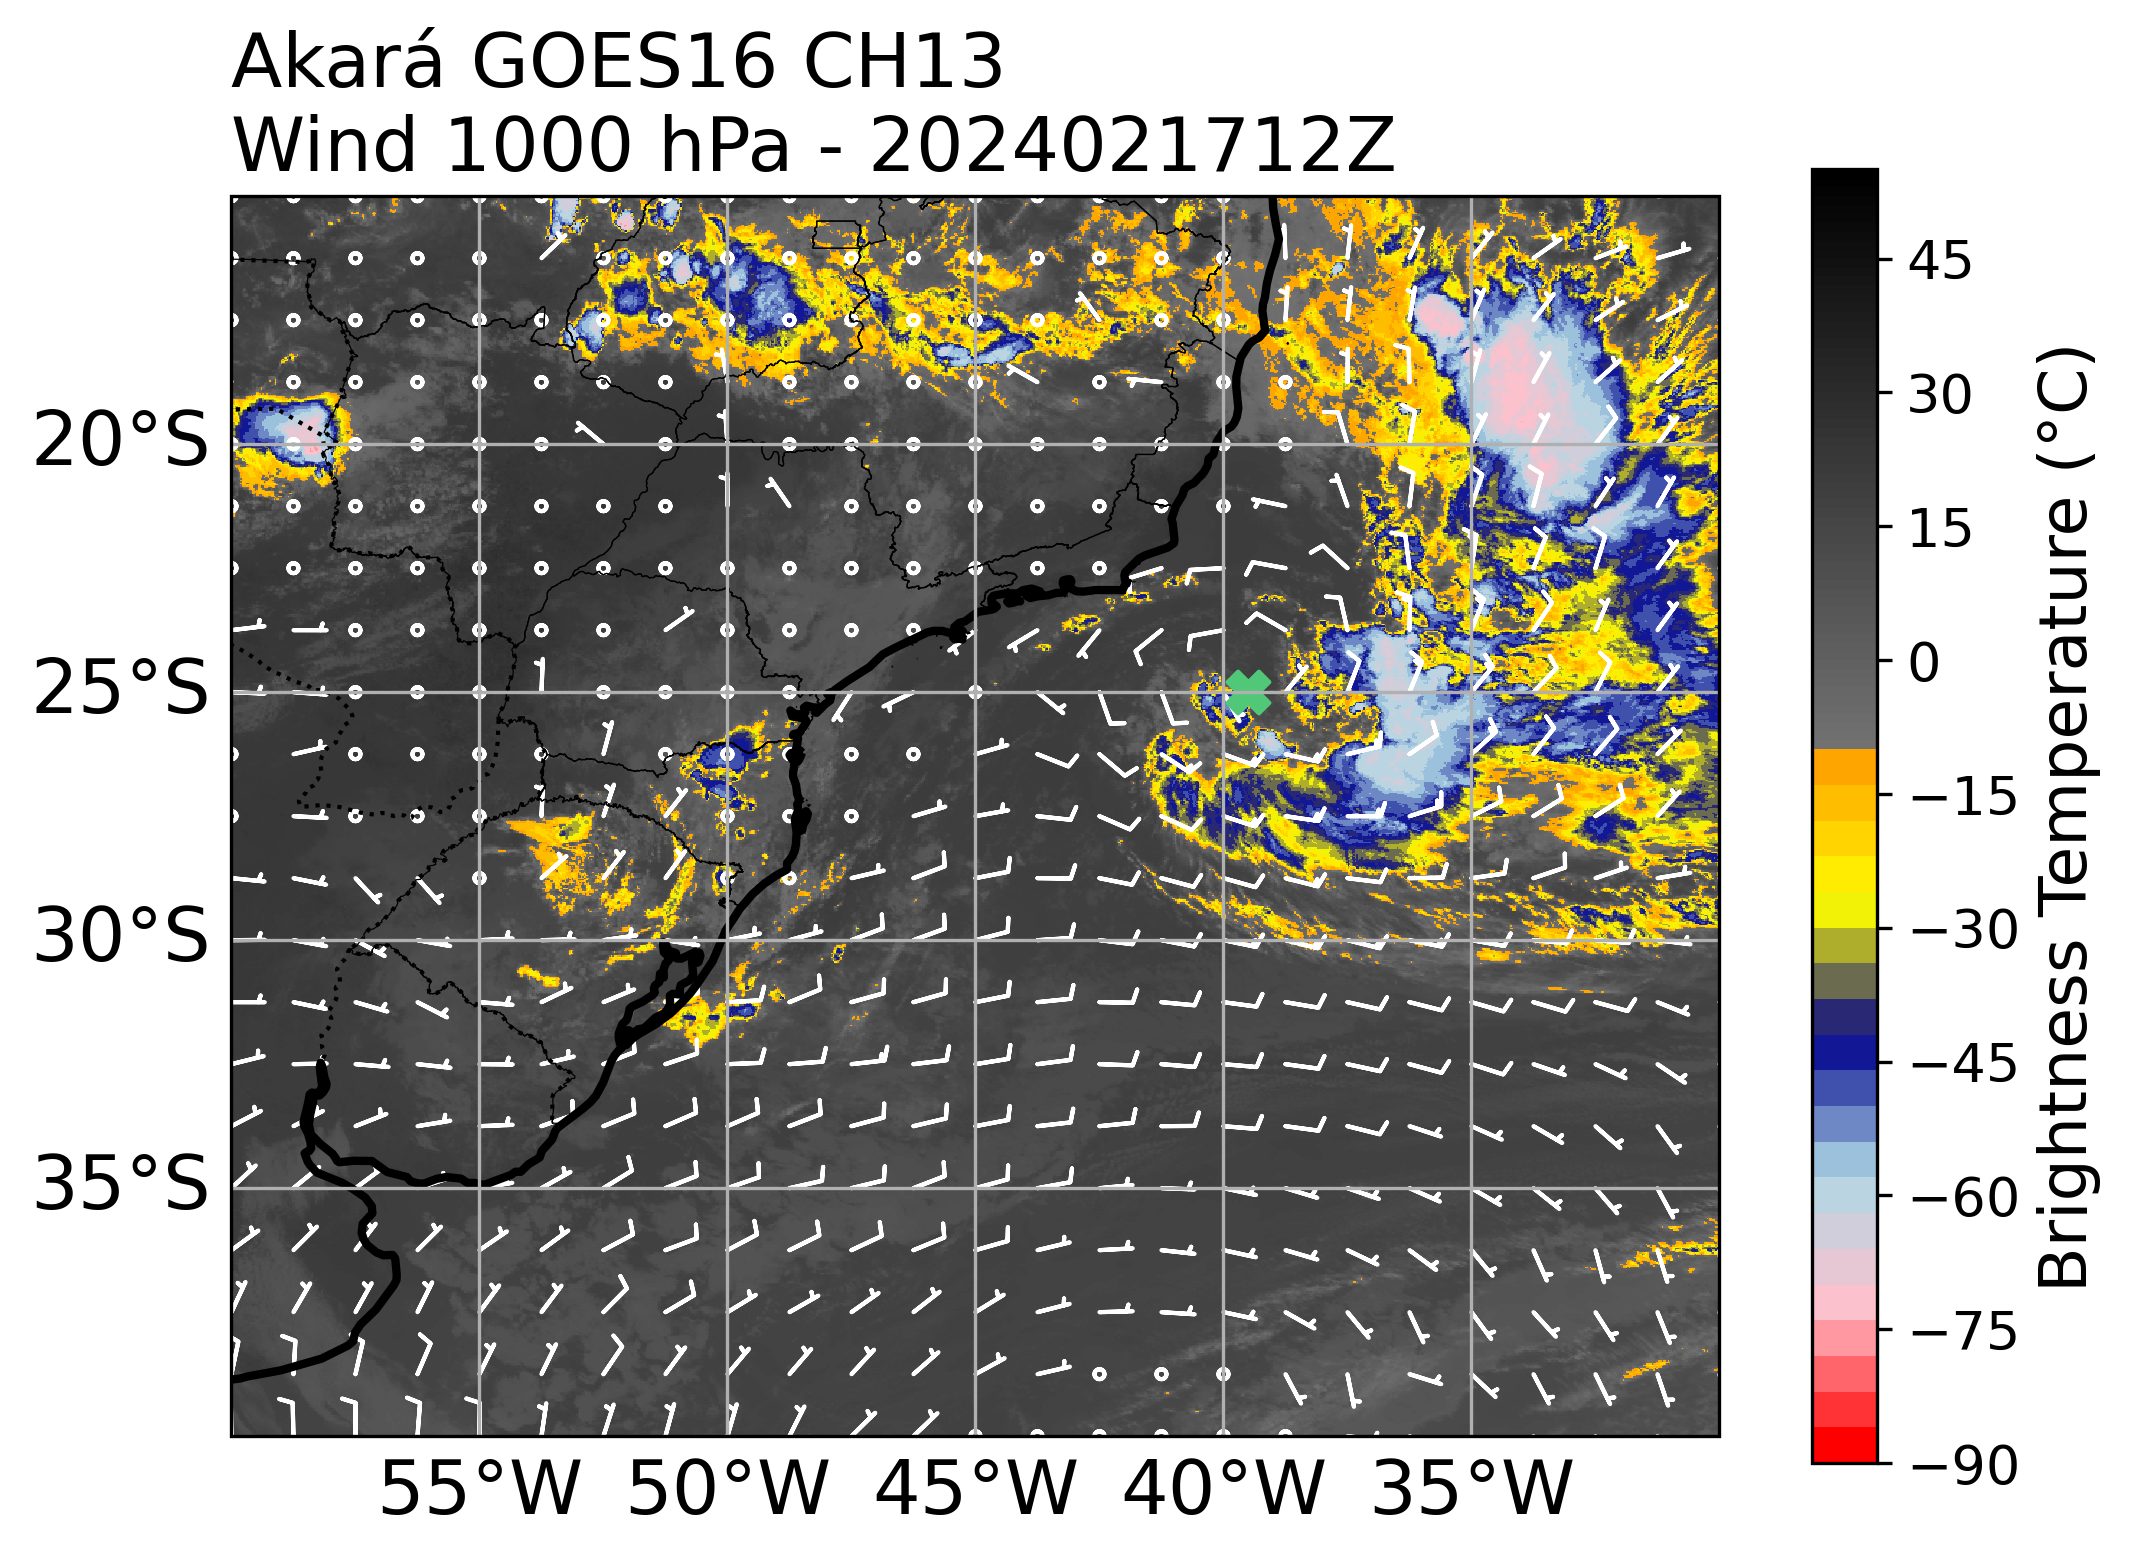 Akará GOES16 CH13
Wind 1000 hPa - 2024021712Z
20°S
25°S
30°S
35°S
55°W 50°W 45°W 40°W 35°W
45
30
15
0
−15
−30
−45
−60
−75
−90
Brightness Temperature (°C)